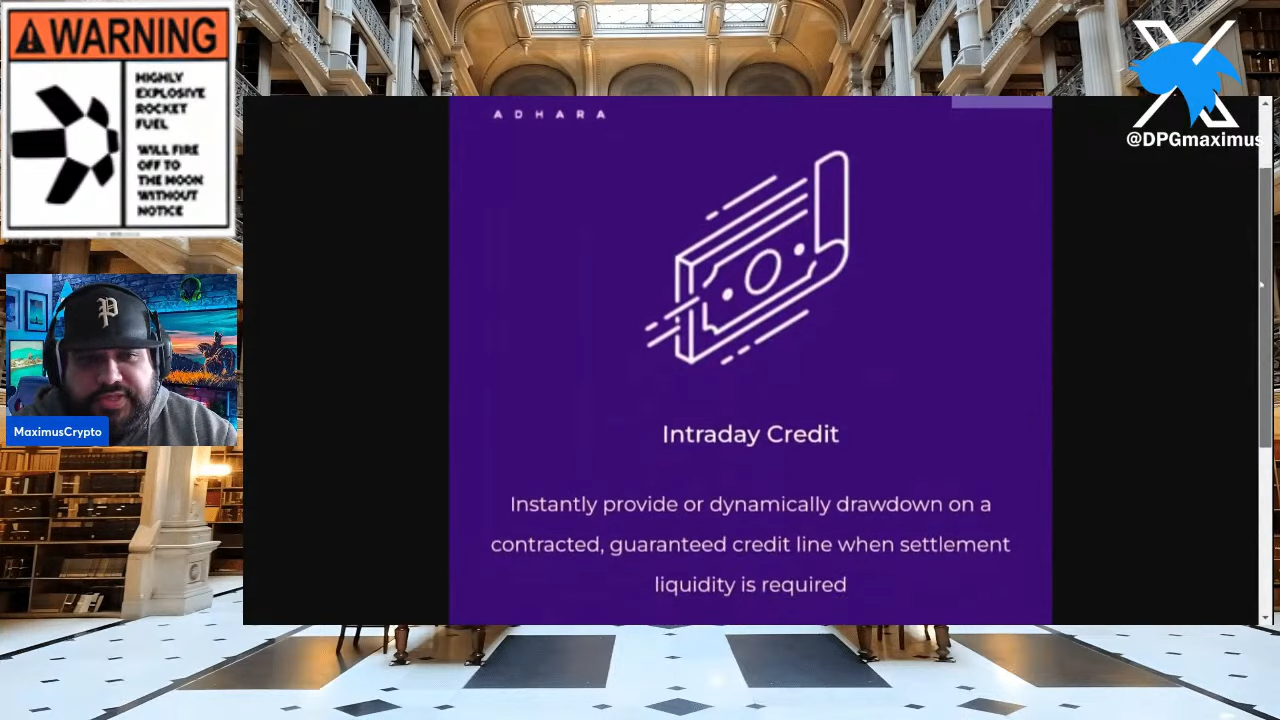 WARNING
HIGHLY
EXPLOSIVE
ROCKET
FUEL
WILL FIRE
OFF TO
THE MOON
WITHOUT
NOTICE
P
MaximusCrypto
ADHARA
Intraday Credit
Instantly provide or dynamically drawdown on a
contracted, guaranteed credit line when settlement
liquidity is required
@DPGmaximus